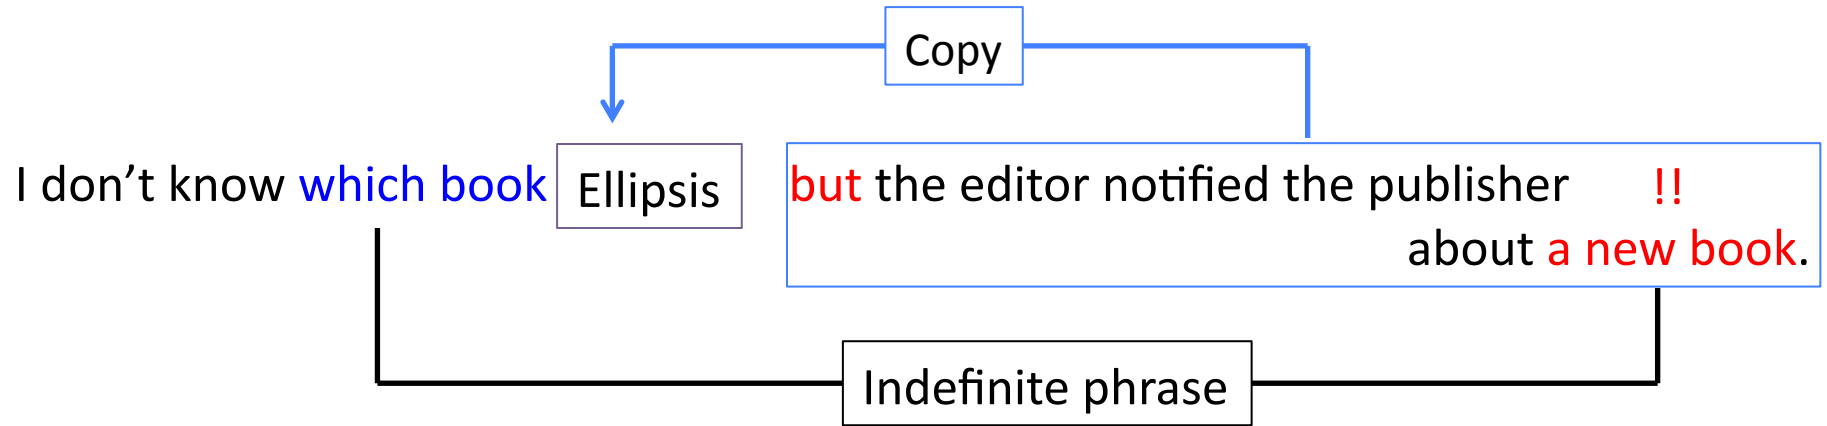 Copy
I don’t know which book Ellipsis but the editor notified the publisher !!
about a new book.
Indefinite phrase